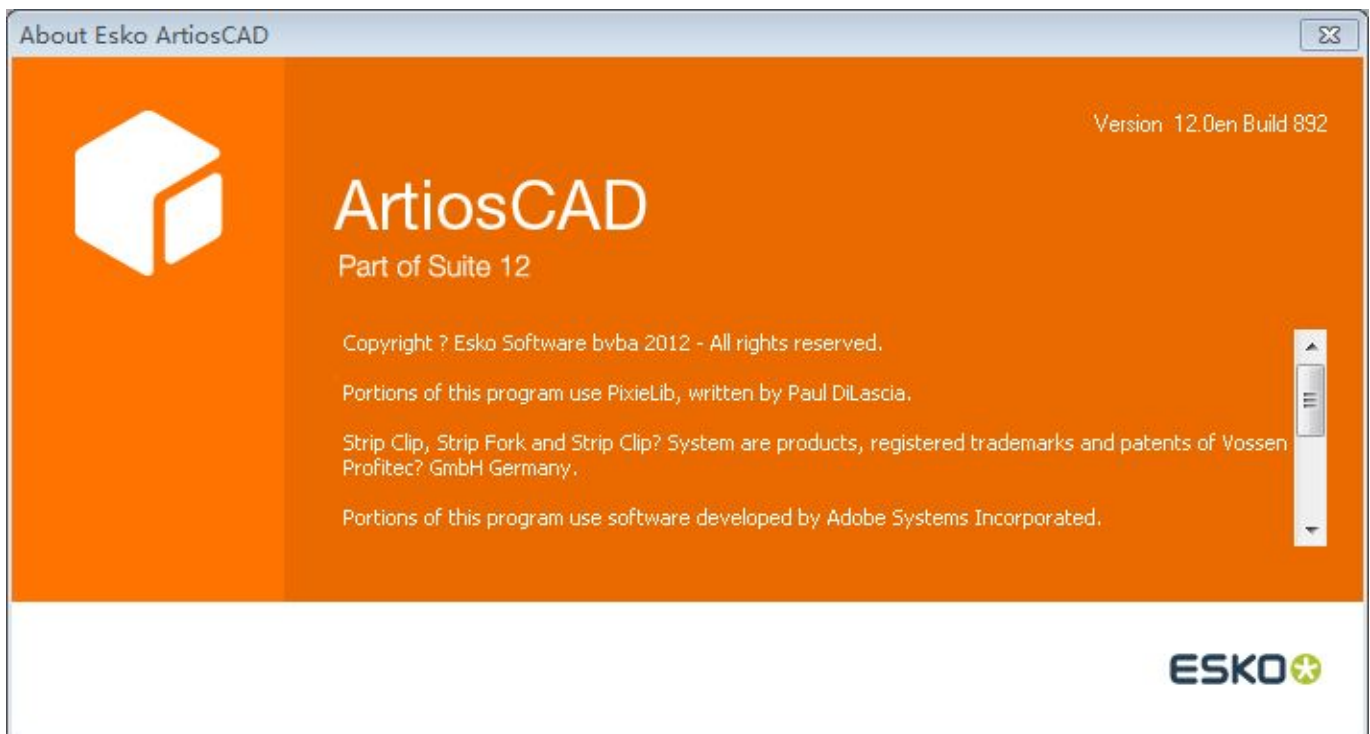 About Esko ArtiosCAD
Version 12.0en Build 892
ArtiosCAD
Part of Suite 12
Copyright ? Esko Software bvba 2012 - All rights reserved.
Portions of this program use PixieLib, written by Paul DiLascia.
Strip Clip, Strip Fork and Strip Clip? System are products, registered trademarks and patents of Vossen
Profitec? GmbH Germany.
Portions of this program use software developed by Adobe Systems Incorporated.
ESKO